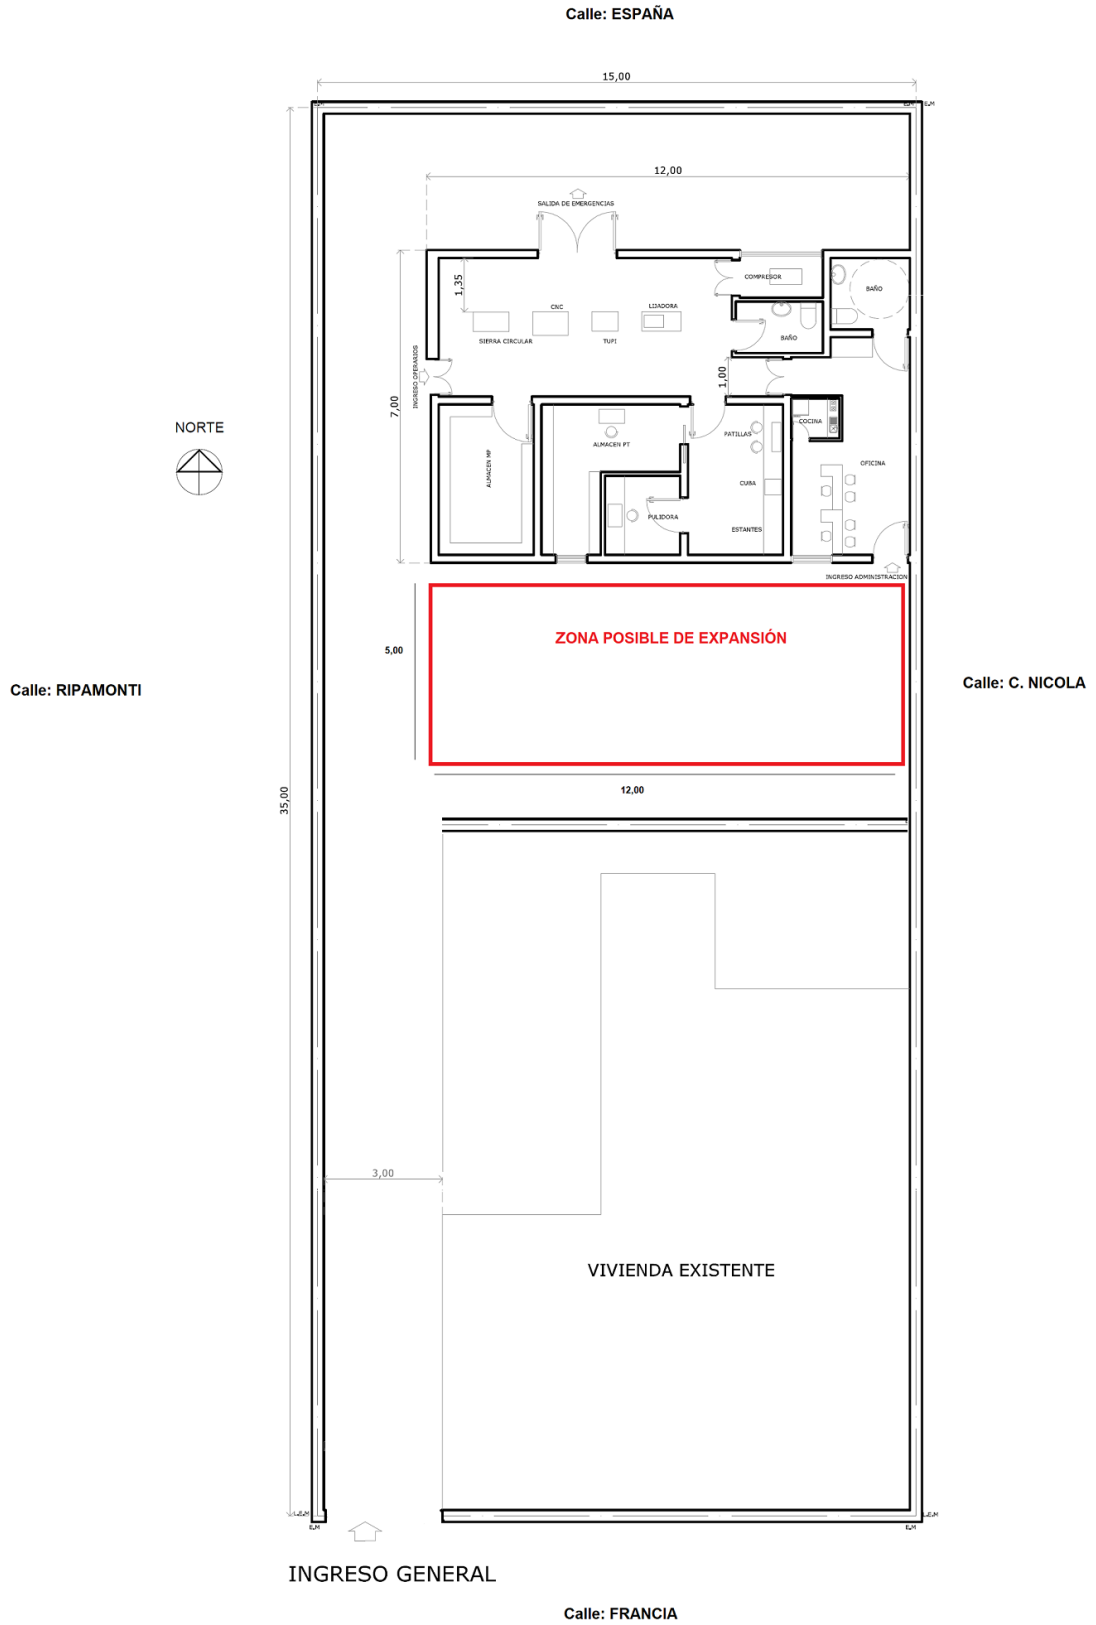 Calle: ESPAÑA
15,00
E.M
E.M
E.M
12,00
SALIDA DE EMERGENCIAS
1,35
COMPRESOR
BAÑO
CNC
LIJADORA
SIERRA CIRCULAR
TUPI
BAÑO
INGRESO OPERARIOS
1,00
7,00
NORTE
COCINA
PATILLAS
ALMACEN PT
ALMACEN MP
OFICINA
CUBA
PULIDORA
ESTANTES
INGRESO ADMINISTRACION
ZONA POSIBLE DE EXPANSIÓN
5,00
Calle: RIPAMONTI
Calle: C. NICOLA
12,00
35,00
3,00
VIVIENDA EXISTENTE
L.E.M
L.E.M
E.M
E.M
INGRESO GENERAL
Calle: FRANCIA